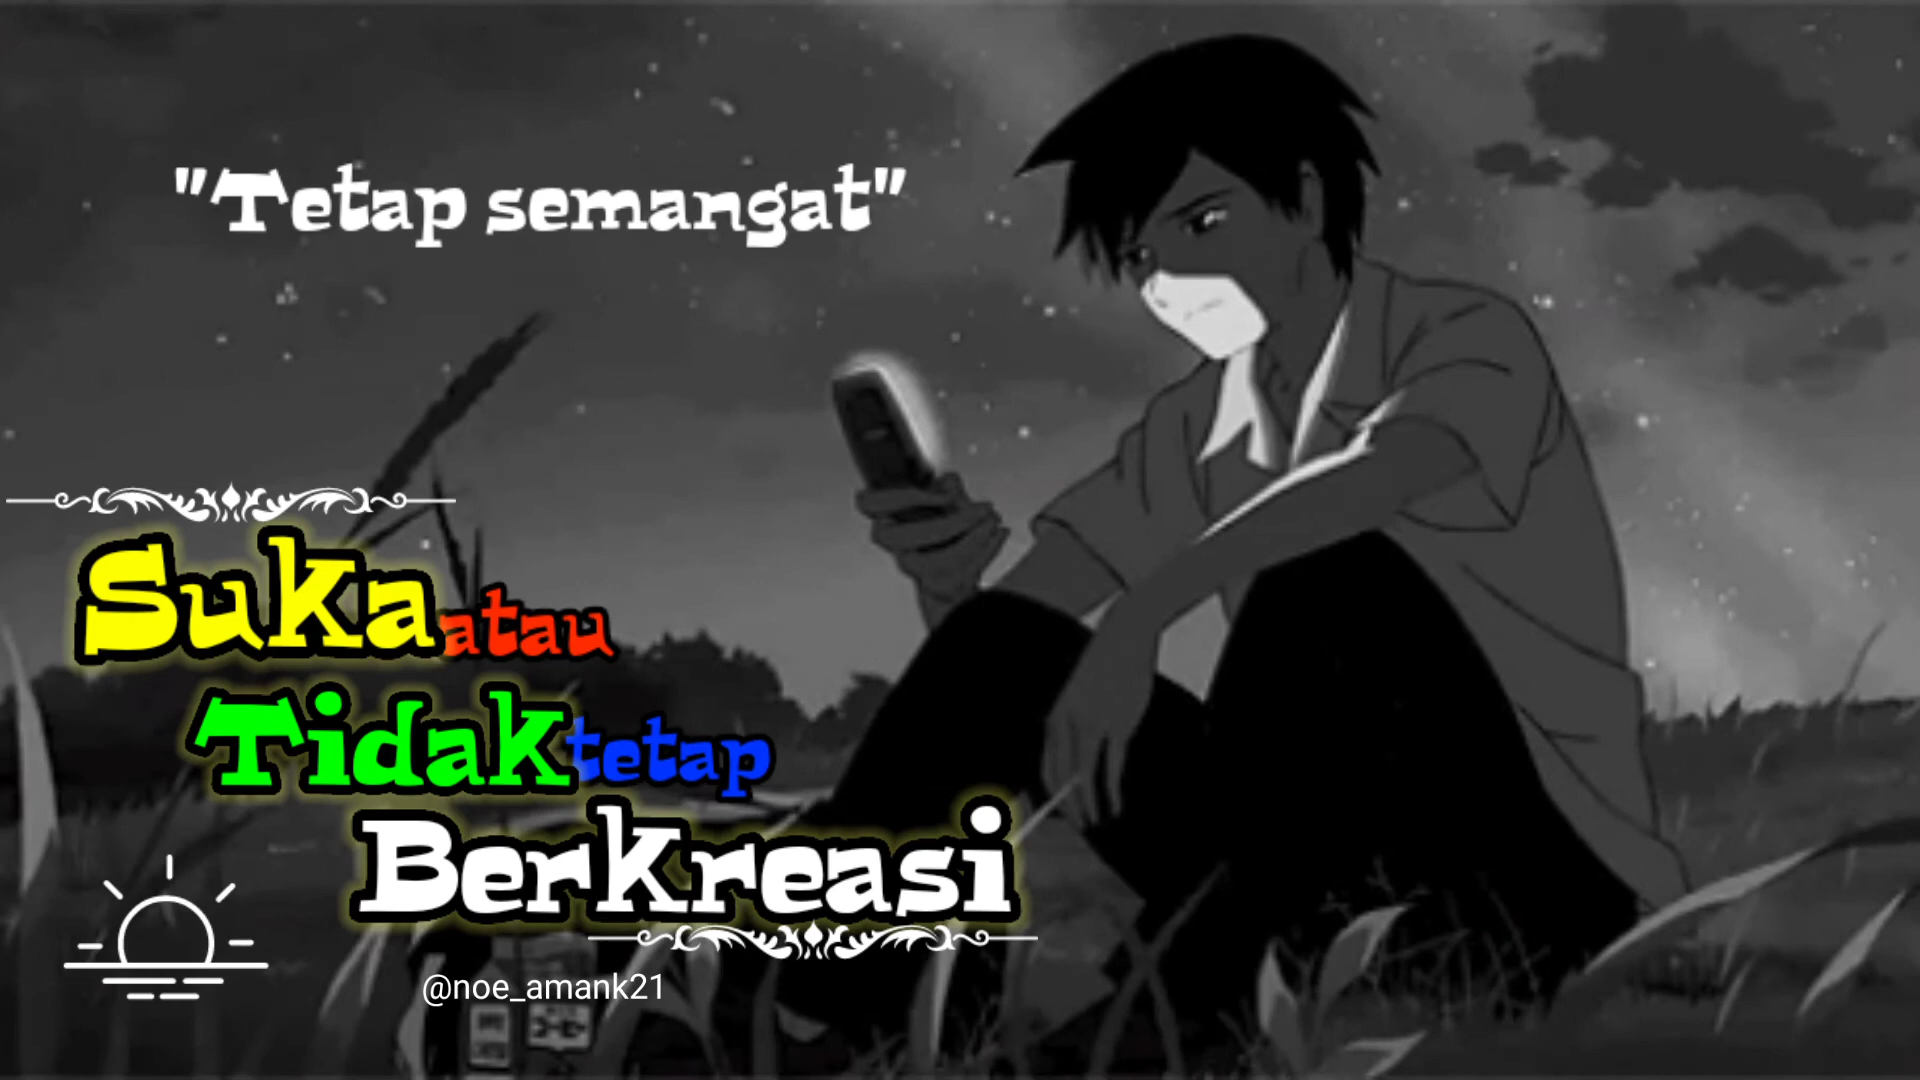 "Tetap semangat"
Suka atau
Tidak tetap
Berkreasi
@noe_amank21